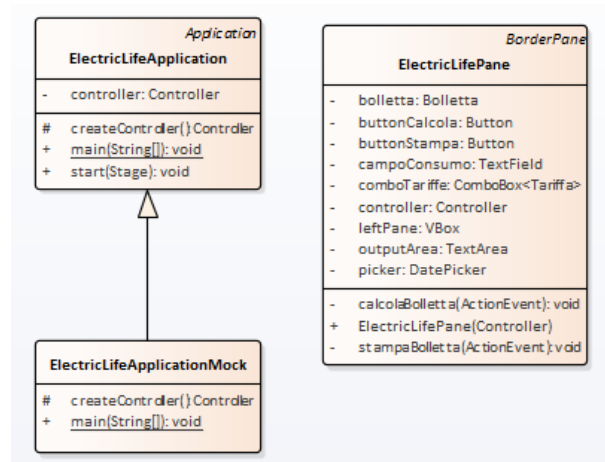 Application
ElectricLifeApplication
- controller: Controller
# createController(): Controller
+ main(String[]): void
+ start(Stage): void
ElectricLifeApplicationMock
# createController(): Controller
+ main(String[]): void
BorderPane
ElectricLifePane
- bolletta: Bolletta
- buttonCalcola: Button
- buttonStampa: Button
- campoConsumo: TextField
- comboTariffe: ComboBox<Tariffa>
- controller: Controller
- leftPane: VBox
- outputArea: TextArea
- picker: DatePicker
- calcolaBolletta(ActionEvent): void
+ ElectricLifePane(Controller)
- stampaBolletta(ActionEvent): void